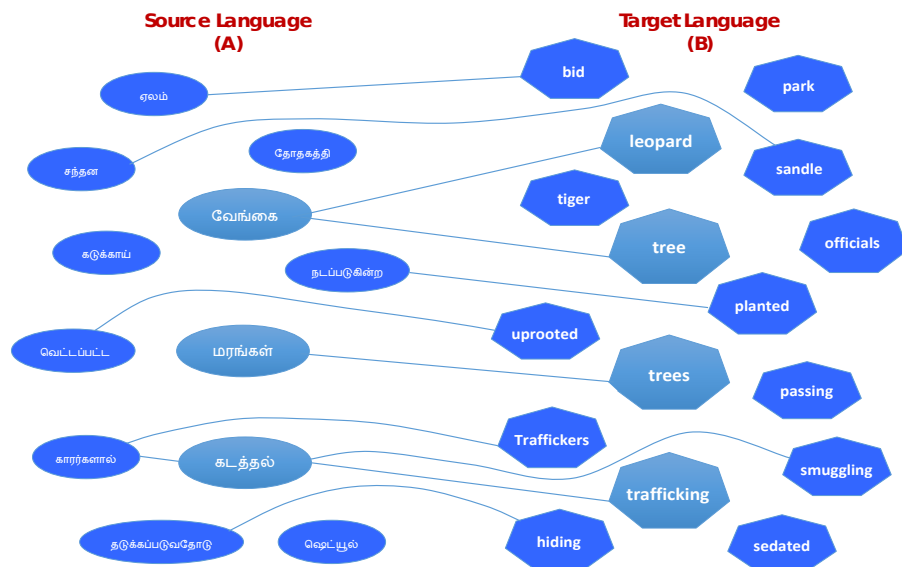 Source Language
(A)
Target Language
(B)
ஏலம்
bid
park
சந்தன
தோதகத்தி
leopard
sandle
வேங்கை
tiger
tree
officials
கடுக்காய்
நடப்படுகின்ற
planted
வெட்டப்பட்ட
மரங்கள்
uprooted
trees
passing
காரர்களால்
கடத்தல்
Traffickers
trafficking
smuggling
தடுக்கப்படுவதோடு
ஷெட்யூல்
hiding
sedated